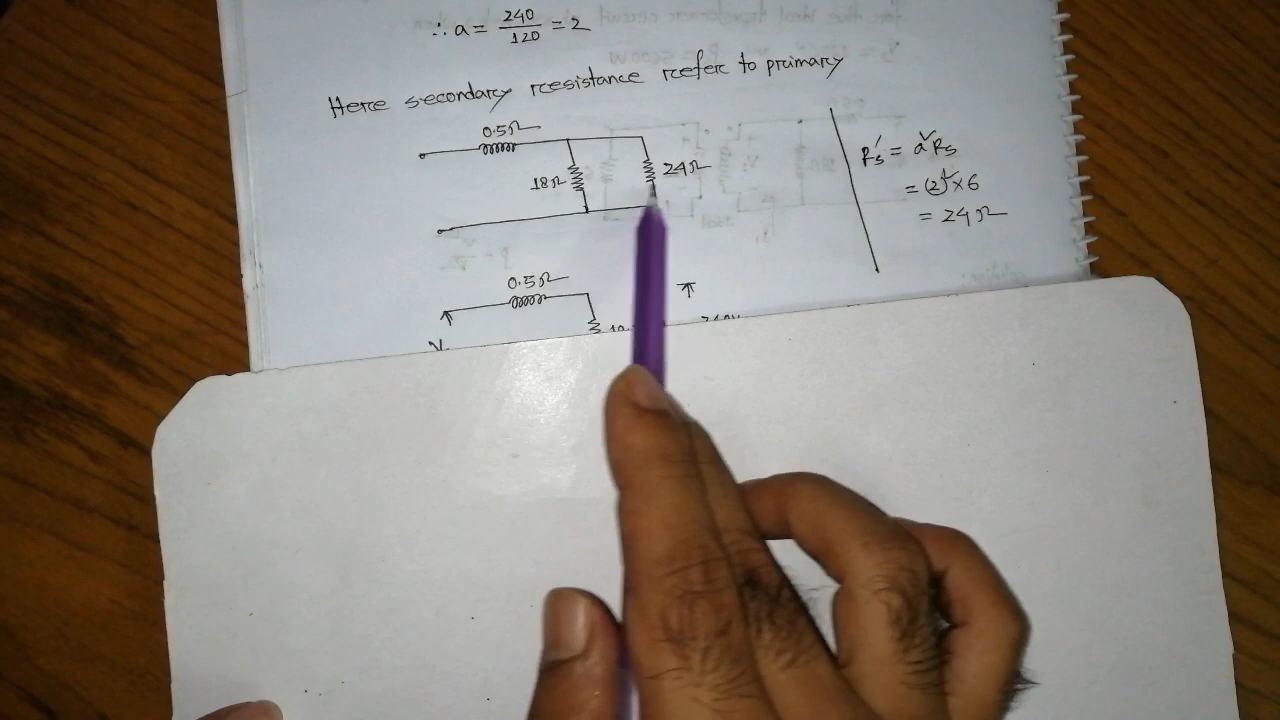 ∴ a = 240/120 = 2
Here secondary resistance refer to primary
0.5Ω
18Ω
24Ω
Rs' = a²Rs
= (2)² × 6
= 24Ω
0.5Ω